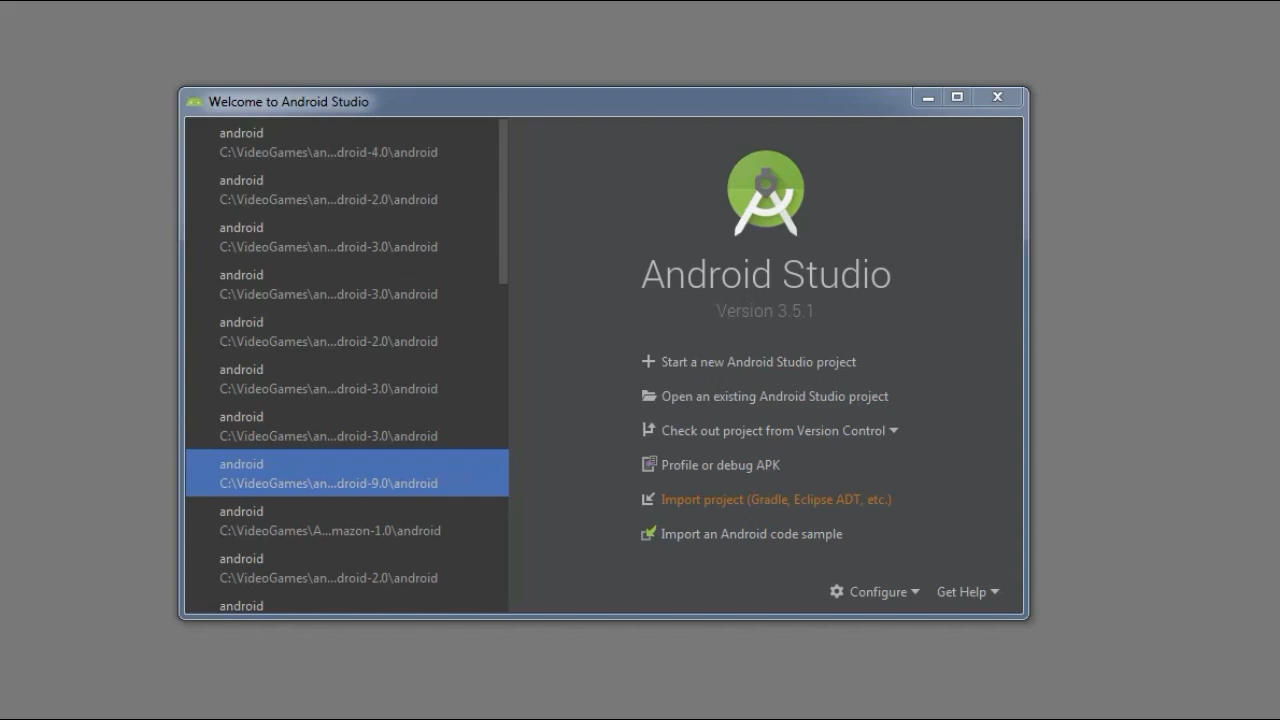 Welcome to Android Studio
android
C:\VideoGames\an...droid-4.0\android
android
C:\VideoGames\an...droid-2.0\android
android
C:\VideoGames\an...droid-3.0\android
android
C:\VideoGames\an...droid-3.0\android
android
C:\VideoGames\an...droid-2.0\android
android
C:\VideoGames\an...droid-3.0\android
android
C:\VideoGames\an...droid-3.0\android
android
C:\VideoGames\an...droid-9.0\android
android
C:\VideoGames\A...mazon-1.0\android
android
C:\VideoGames\an...droid-2.0\android
android
Android Studio
Version 3.5.1
Start a new Android Studio project
Open an existing Android Studio project
Check out project from Version Control
Profile or debug APK
Import project (Gradle, Eclipse ADT, etc.)
Import an Android code sample
Configure
Get Help